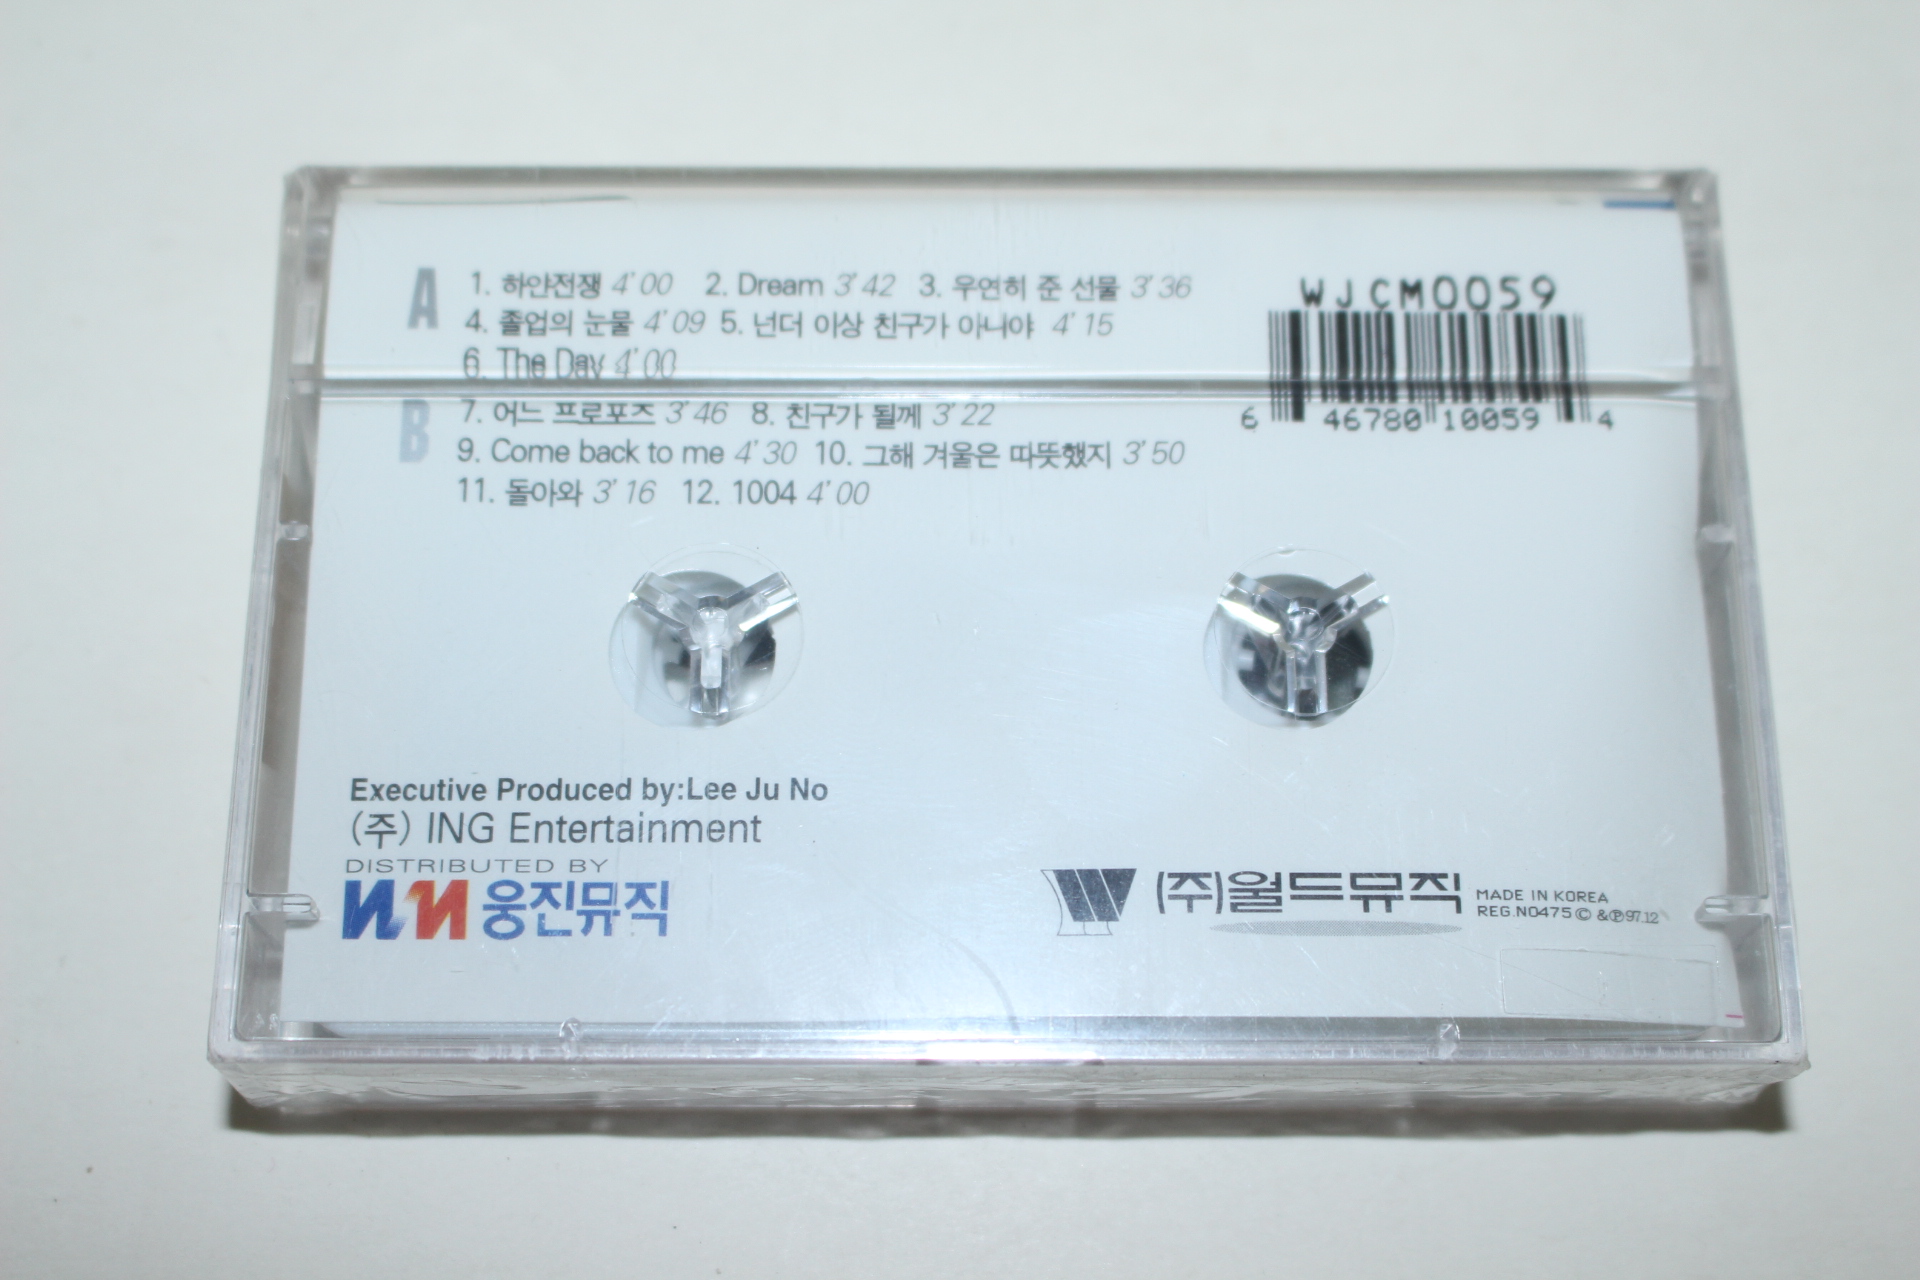 A
1. 하얀전쟁 4'00 2. Dream 3'42 3. 우연히 준 선물 3'36
4. 졸업의 눈물 4'09 5. 넌더 이상 친구가 아니야 4'15
6. The Day 4'00
B
7. 어느 프로포즈 3'46 8. 친구가 될께 3'22
9. Come back to me 4'30 10. 그해 겨울은 따뜻했지 3'50
11. 돌아와 3'16 12. 1004 4'00
WJCM0059
6 46780 10059 4
Executive Produced by:Lee Ju No
(주) ING Entertainment
DISTRIBUTED BY
웅진뮤직
(주)월드뮤직
MADE IN KOREA
REG.NO475 © & ℗ 97.12